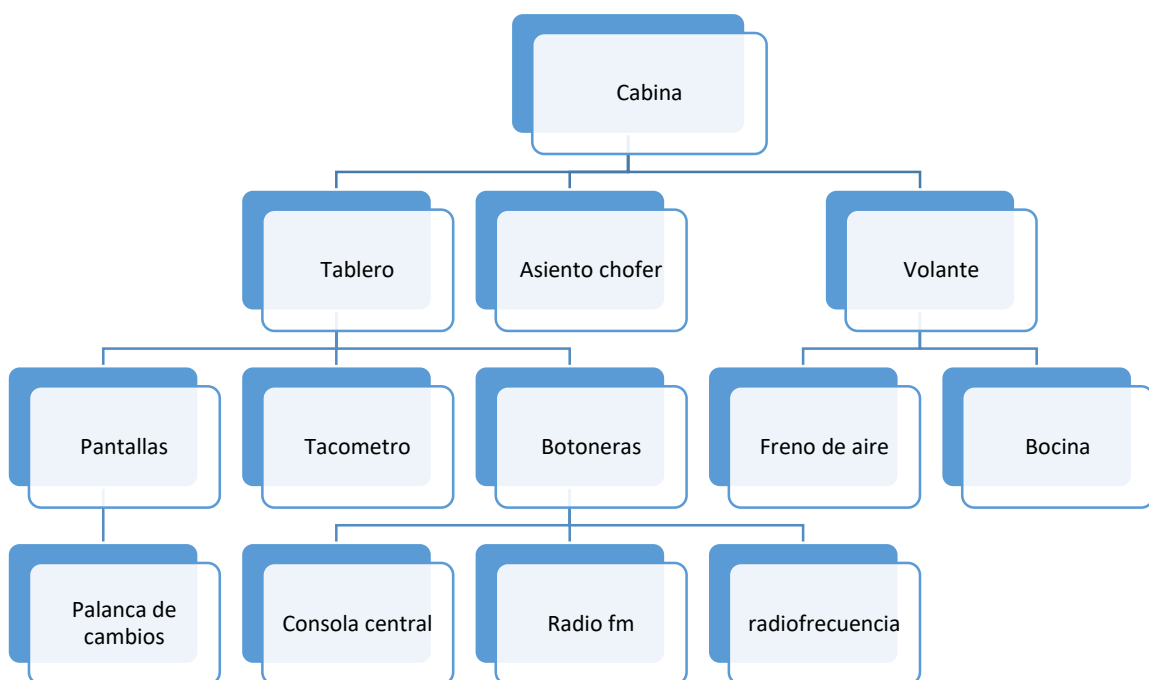 Cabina
Tablero
Asiento chofer
Volante
Pantallas
Tacometro
Botoneras
Freno de aire
Bocina
Palanca de
cambios
Consola central
Radio fm
radiofrecuencia